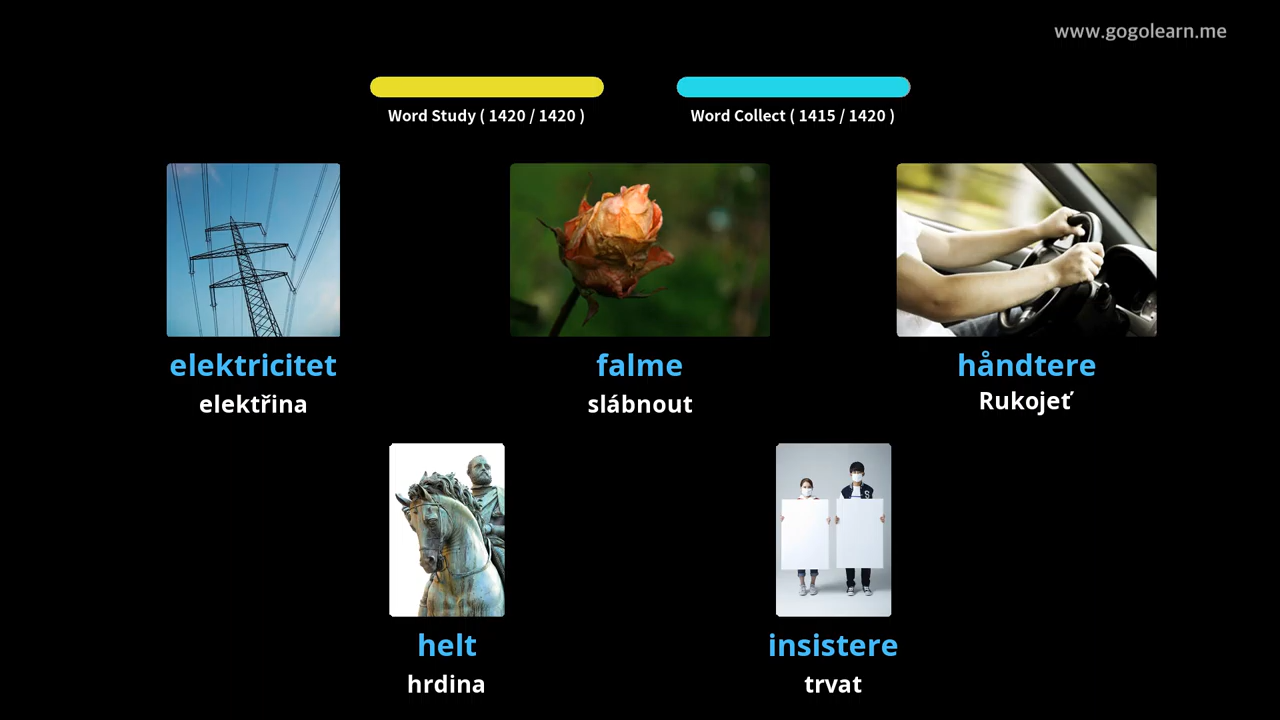 www.gogolearn.me
Word Study ( 1420 / 1420 )
Word Collect ( 1415 / 1420 )
elektricitet
falme
håndtere
elektřina
slábnout
Rukojeť
helt
insistere
hrdina
trvat